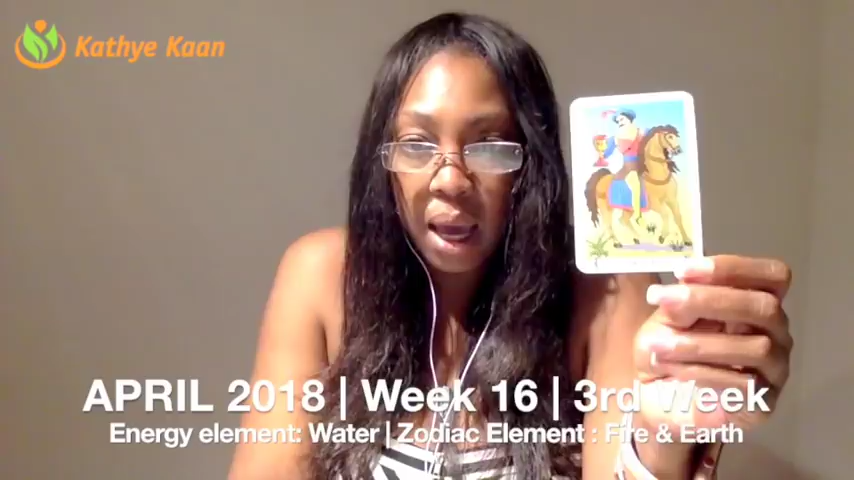 Kathye Kaan
APRIL 2018 | Week 16 | 3rd Week
Energy element: Water | Zodiac Element : Fire & Earth